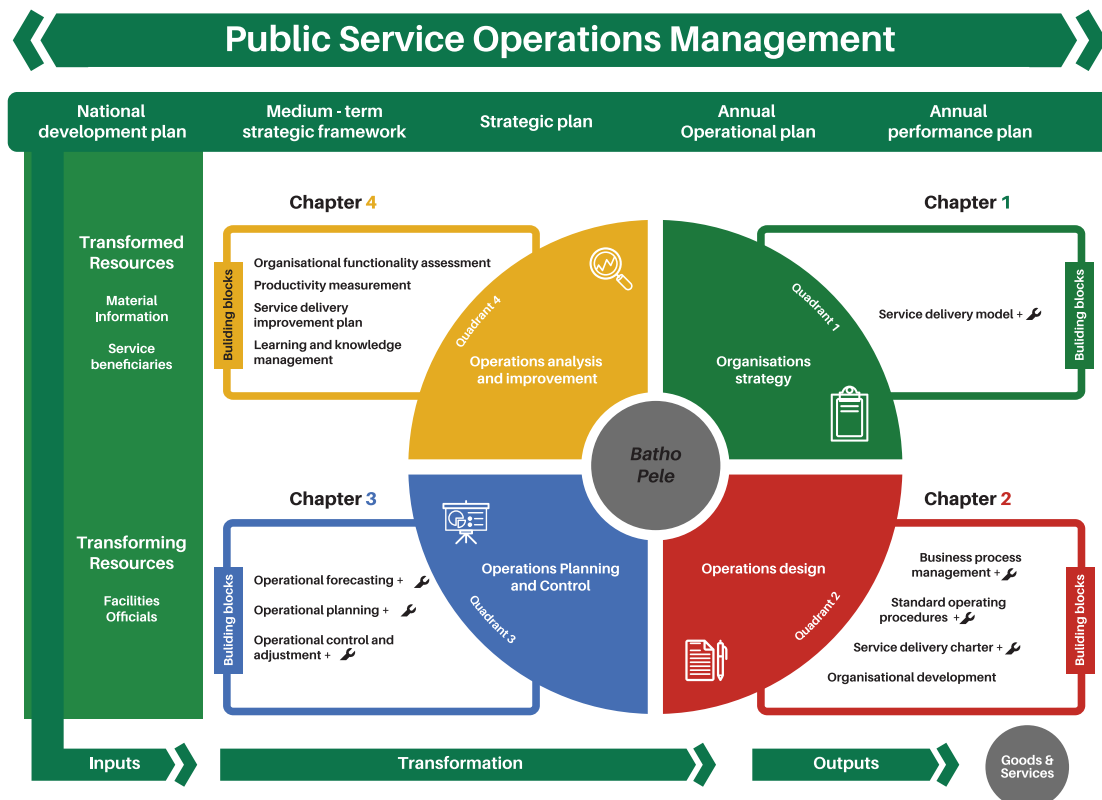 Public Service Operations Management
National
development plan
Medium - term
strategic framework
Strategic plan
Annual
Operational plan
Annual
performance plan
Transformed
Resources
Material
Information
Service
beneficiaries
Transforming
Resources
Facilities
Officials
Chapter 4
Buliding blocks
Organisational functionality assessment
Productivity measurement
Service delivery
improvement plan
Learning and knowledge
management
Quadrant 4
Operations analysis
and improvement
Chapter 1
Quadrant 1
Organisations
strategy
Service delivery model +
Buliding blocks
Batho
Pele
Chapter 3
Buliding blocks
Operational forecasting +
Operational planning +
Operational control and
adjustment +
Operations Planning
and Control
Quadrant 3
Chapter 2
Operations design
Quadrant 2
Business process
management +
Standard operating
procedures +
Service delivery charter +
Organisational development
Buliding blocks
Inputs
Transformation
Outputs
Goods &
Services